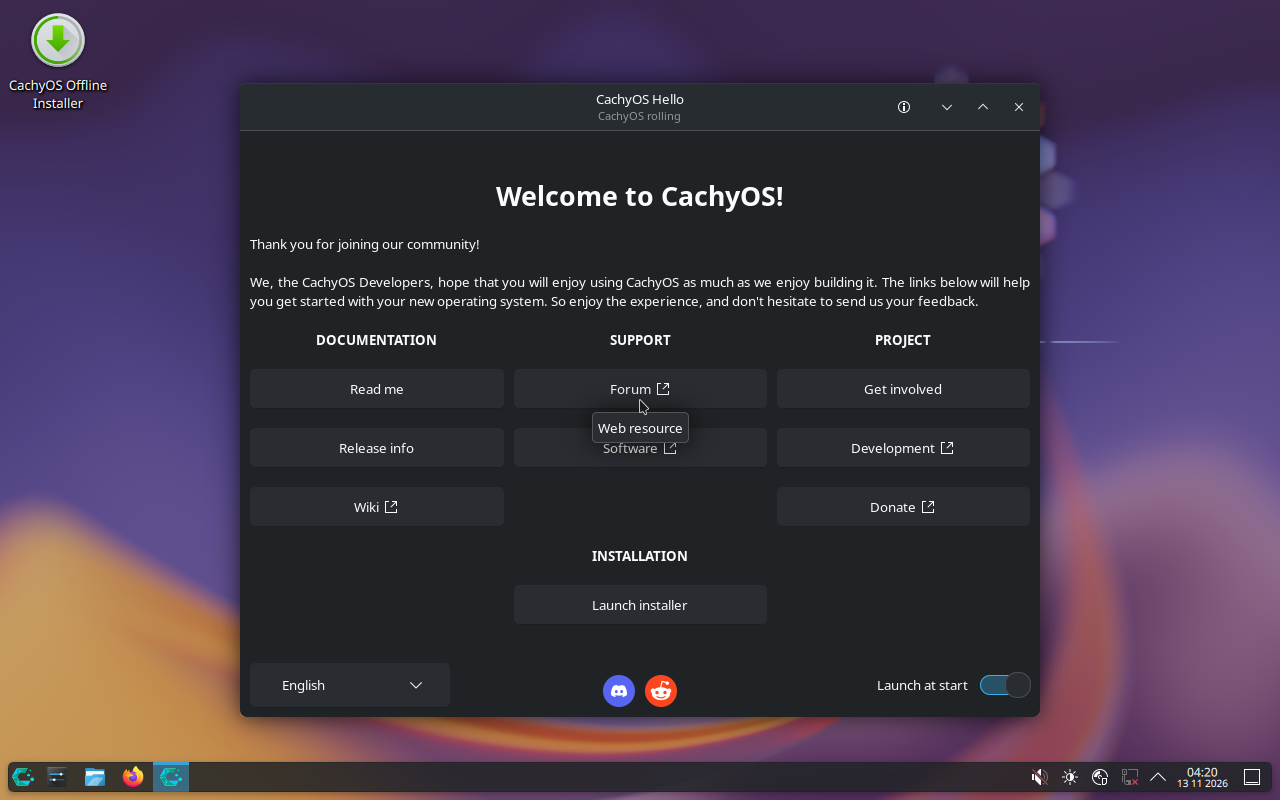 CachyOS Offline
Installer
CachyOS Hello
CachyOS rolling
Welcome to CachyOS!
Thank you for joining our community!
We, the CachyOS Developers, hope that you will enjoy using CachyOS as much as we enjoy building it. The links below will help
you get started with your new operating system. So enjoy the experience, and don't hesitate to send us your feedback.
DOCUMENTATION
SUPPORT
PROJECT
Read me
Forum
Get involved
Web resource
Release info
Software
Development
Wiki
Donate
INSTALLATION
Launch installer
English
Launch at start
04:20
13 11 2026